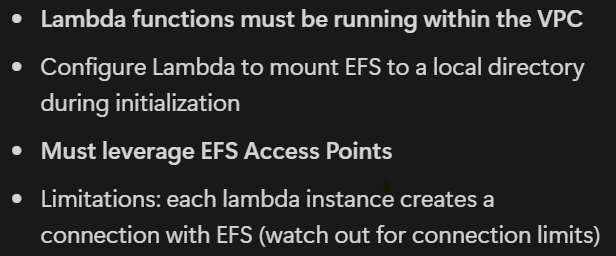 • Lambda functions must be running within the VPC
• Configure Lambda to mount EFS to a local directory
during initialization
• Must leverage EFS Access Points
• Limitations: each lambda instance creates a
connection with EFS (watch out for connection limits)